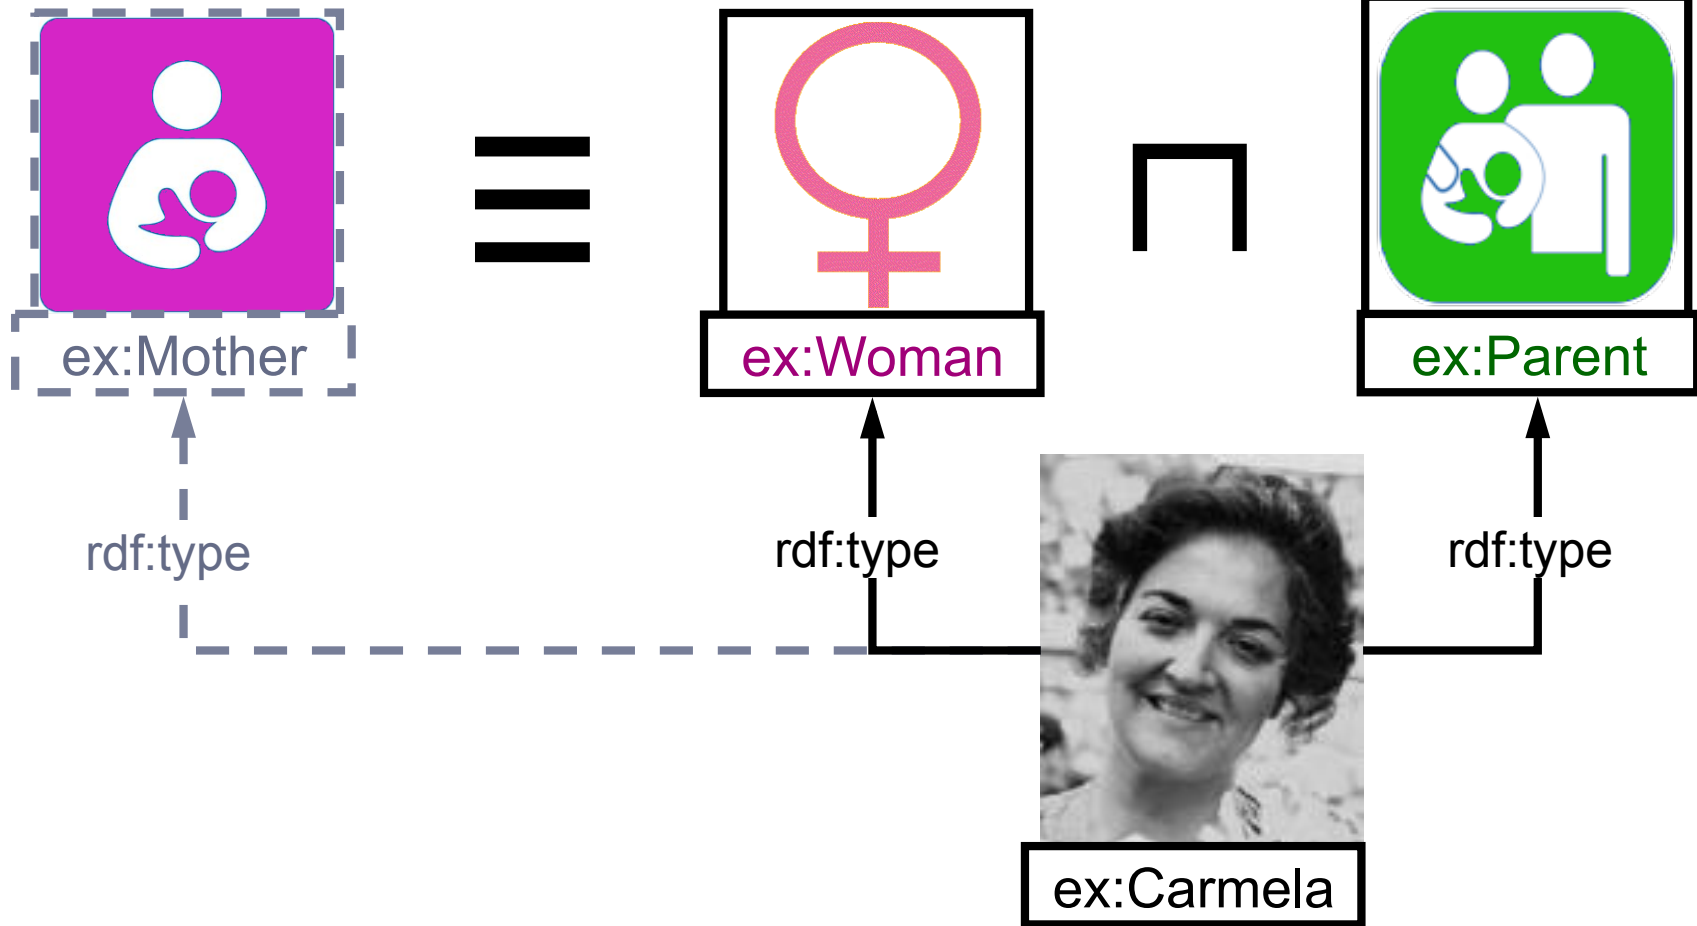 ≡
⊓
ex:Mother
ex:Woman
ex:Parent
rdf:type
rdf:type
rdf:type
ex:Carmela